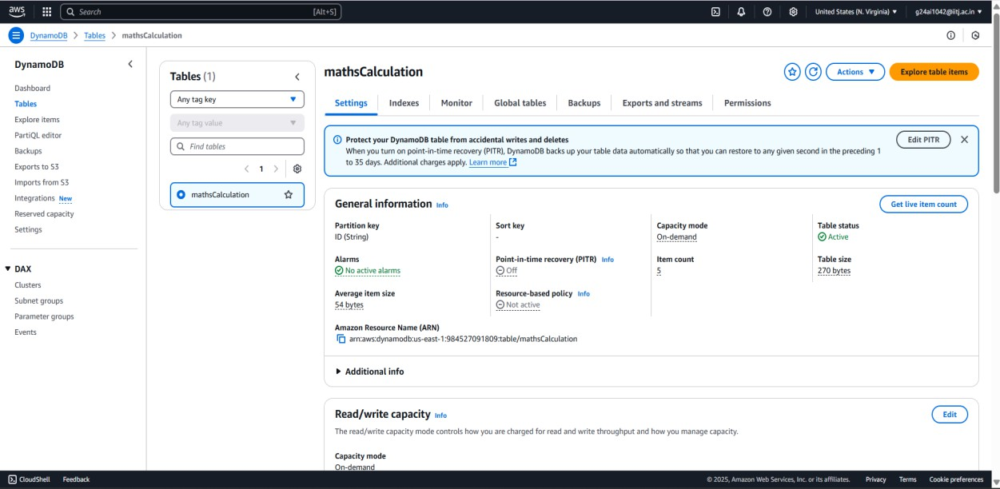 aws
Search [Alt+S]
United States (N. Virginia)
g24ai1042@iitj.ac.in
DynamoDB
Tables
mathsCalculation
DynamoDB
Dashboard
Tables
Explore items
PartiQL editor
Backups
Exports to S3
Imports from S3
Integrations New
Reserved capacity
Settings
DAX
Clusters
Subnet groups
Parameter groups
Events
Tables (1)
Any tag key
Any tag value
Find tables
1
mathsCalculation
mathsCalculation
Actions
Explore table items
Settings
Indexes
Monitor
Global tables
Backups
Exports and streams
Permissions
Protect your DynamoDB table from accidental writes and deletes
When you turn on point-in-time recovery (PITR), DynamoDB backs up your table data automatically so that you can restore to any given second in the preceding 1
to 35 days. Additional charges apply. Learn more
Edit PITR
General information Info
Get live item count
Partition key
ID (String)
Sort key
-
Capacity mode
On-demand
Table status
Active
Alarms
No active alarms
Point-in-time recovery (PITR) Info
Off
Item count
5
Table size
270 bytes
Average item size
54 bytes
Resource-based policy Info
Not active
Amazon Resource Name (ARN)
arn:aws:dynamodb:us-east-1:984527091809:table/mathsCalculation
Additional info
Read/write capacity Info
Edit
The read/write capacity mode controls how you are charged for read and write throughput and how you manage capacity.
Capacity mode
On-demand
CloudShell
Feedback
© 2025, Amazon Web Services, Inc. or its affiliates.
Privacy
Terms
Cookie preferences